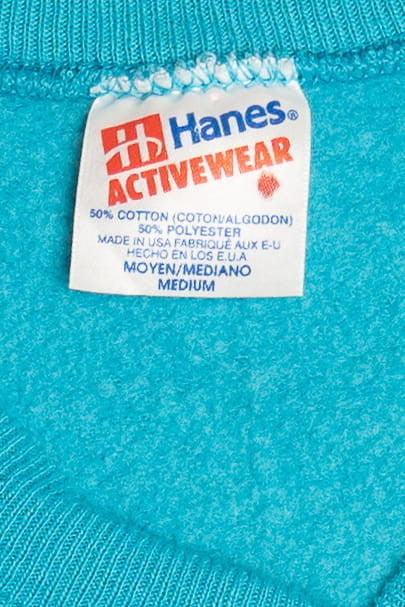 Hanes®
ACTIVEWEAR
50% COTTON (COTON/ALGODON)
50% POLYESTER
MADE IN USA FABRIQUÉ AUX E-U
HECHO EN LOS E.U.A
MOYEN/MEDIANO
MEDIUM